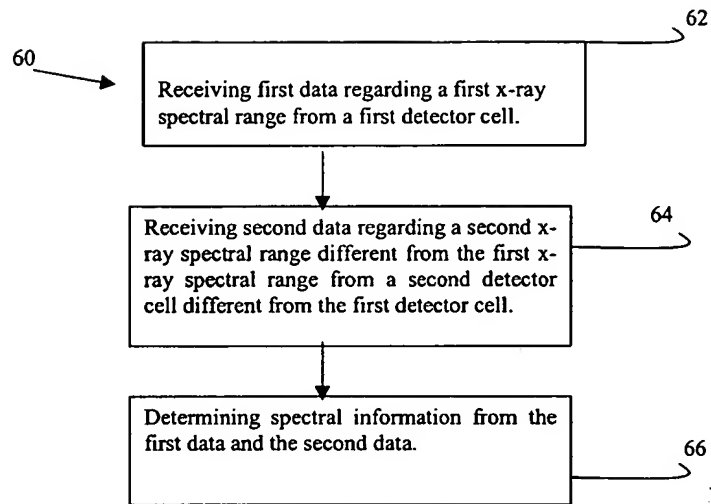 62
60
Receiving first data regarding a first x-ray
spectral range from a first detector cell.
64
Receiving second data regarding a second x-
ray spectral range different from the first x-
ray spectral range from a second detector
cell different from the first detector cell.
Determining spectral information from the
first data and the second data.
66